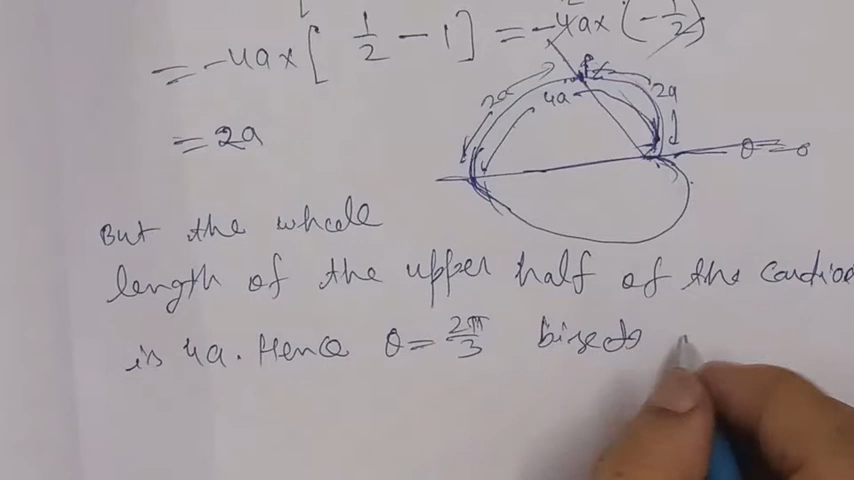 = -4a x [ 1/2 - 1 ] = -4a x (-1/2)
= 2a
P
2a
4a
2a
θ = 0
But the whole
length of the upper half of the cardioi
is 4a. Hence θ = 2π/3 bisects